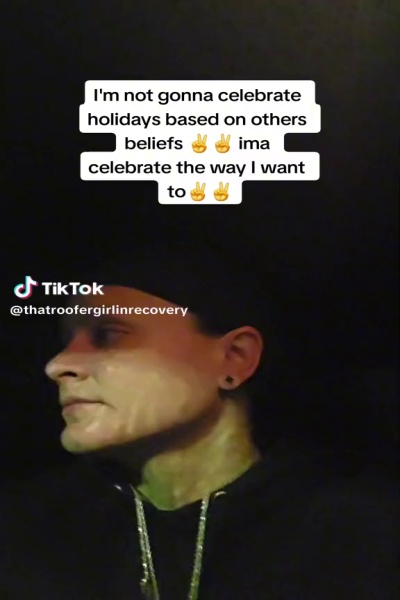 I'm not gonna celebrate
holidays based on others
beliefs ✌️ ✌️ ima
celebrate the way I want
to✌️ ✌️
TikTok
@thatroofergirlinrecovery